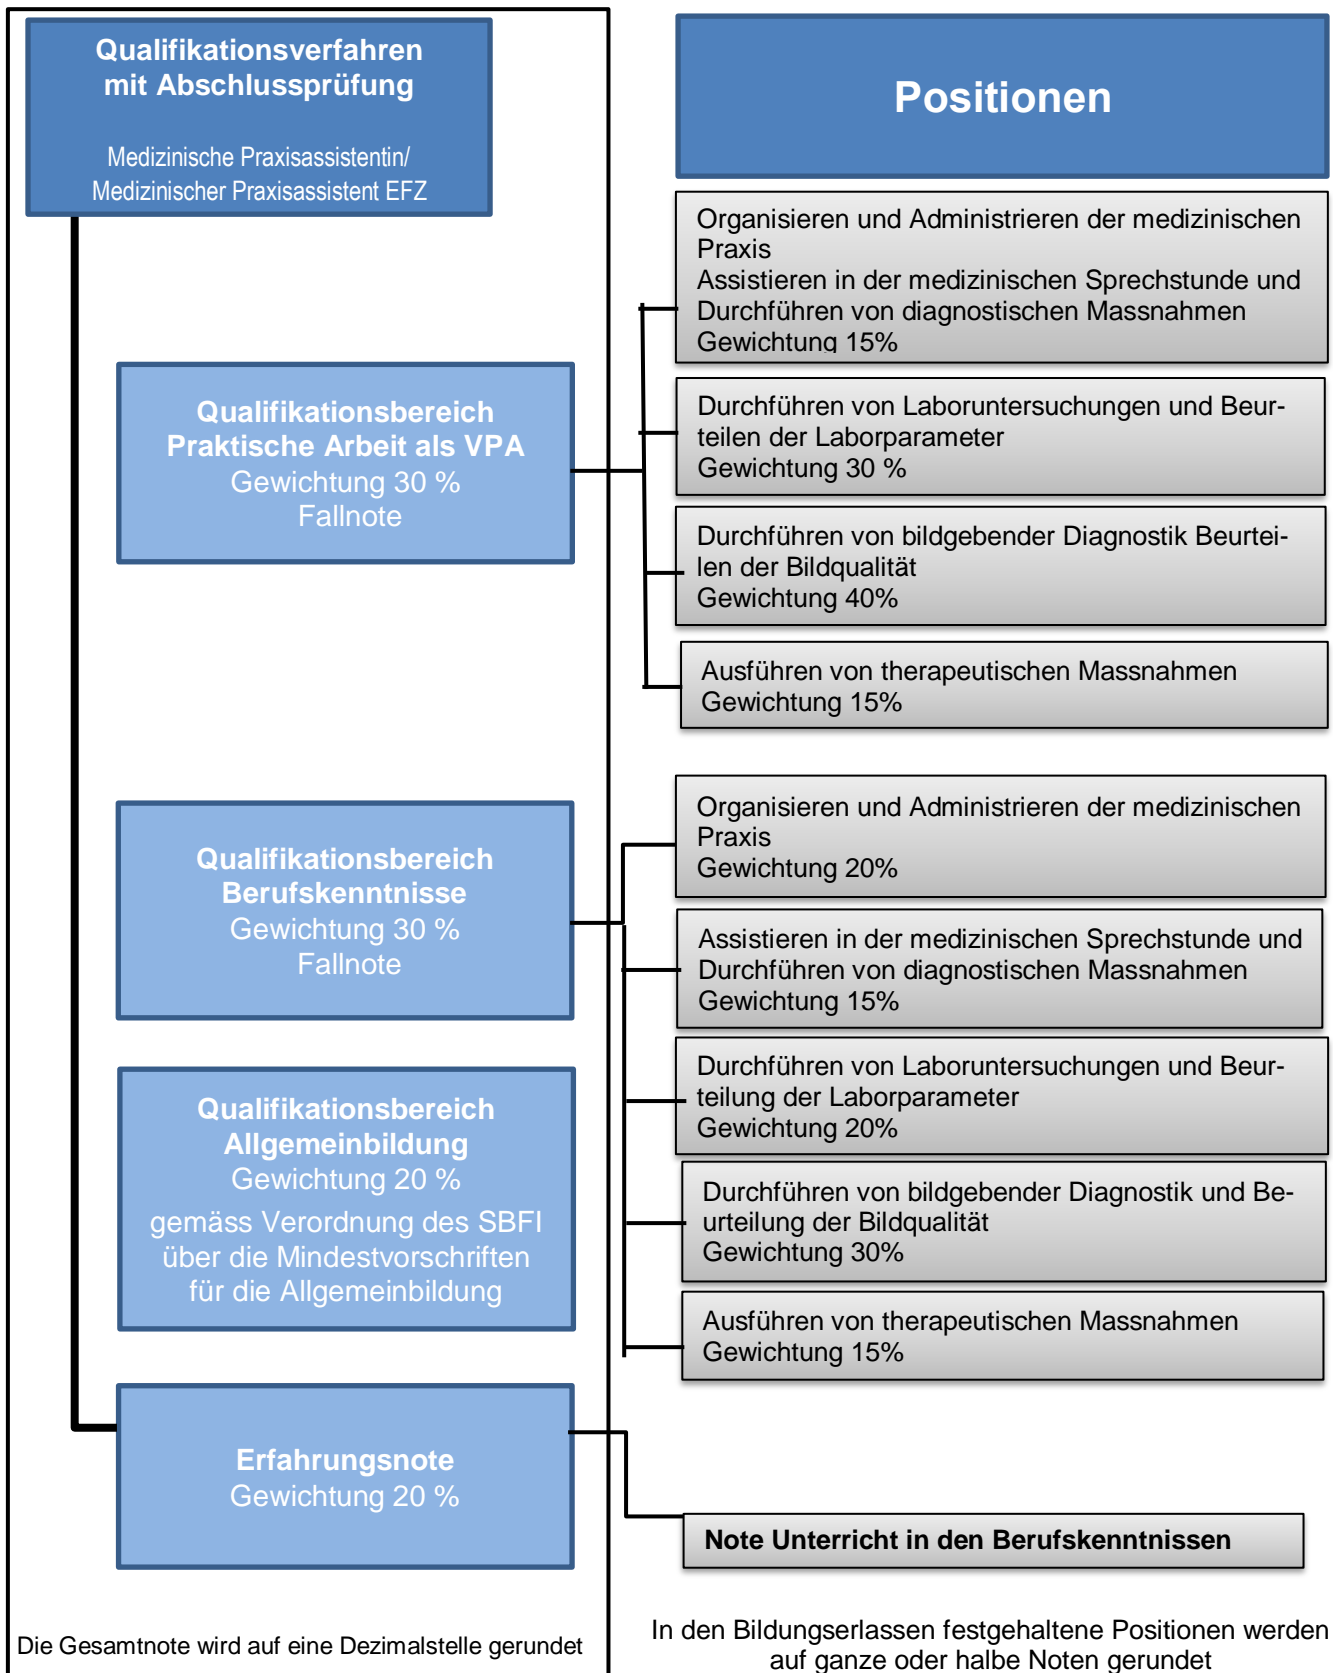 Qualifikationsverfahren
mit Abschlussprüfung
Medizinische Praxisassistentin/
Medizinischer Praxisassistent EFZ
Positionen
Organisieren und Administrieren der medizinischen
Praxis
Assistieren in der medizinischen Sprechstunde und
Durchführen von diagnostischen Massnahmen
Gewichtung 15%
Qualifikationsbereich
Praktische Arbeit als VPA
Gewichtung 30 %
Fallnote
Durchführen von Laboruntersuchungen und Beur-
teilen der Laborparameter
Gewichtung 30 %
Durchführen von bildgebender Diagnostik Beurtei-
len der Bildqualität
Gewichtung 40%
Ausführen von therapeutischen Massnahmen
Gewichtung 15%
Qualifikationsbereich
Berufskenntnisse
Gewichtung 30 %
Fallnote
Organisieren und Administrieren der medizinischen
Praxis
Gewichtung 20%
Assistieren in der medizinischen Sprechstunde und
Durchführen von diagnostischen Massnahmen
Gewichtung 15%
Durchführen von Laboruntersuchungen und Beur-
teilung der Laborparameter
Gewichtung 20%
Durchführen von bildgebender Diagnostik und Be-
urteilung der Bildqualität
Gewichtung 30%
Ausführen von therapeutischen Massnahmen
Gewichtung 15%
Qualifikationsbereich
Allgemeinbildung
Gewichtung 20 %
gemäss Verordnung des SBFI
über die Mindestvorschriften
für die Allgemeinbildung
Erfahrungsnote
Gewichtung 20 %
Note Unterricht in den Berufskenntnissen
Die Gesamtnote wird auf eine Dezimalstelle gerundet
In den Bildungserlassen festgehaltene Positionen werden
auf ganze oder halbe Noten gerundet